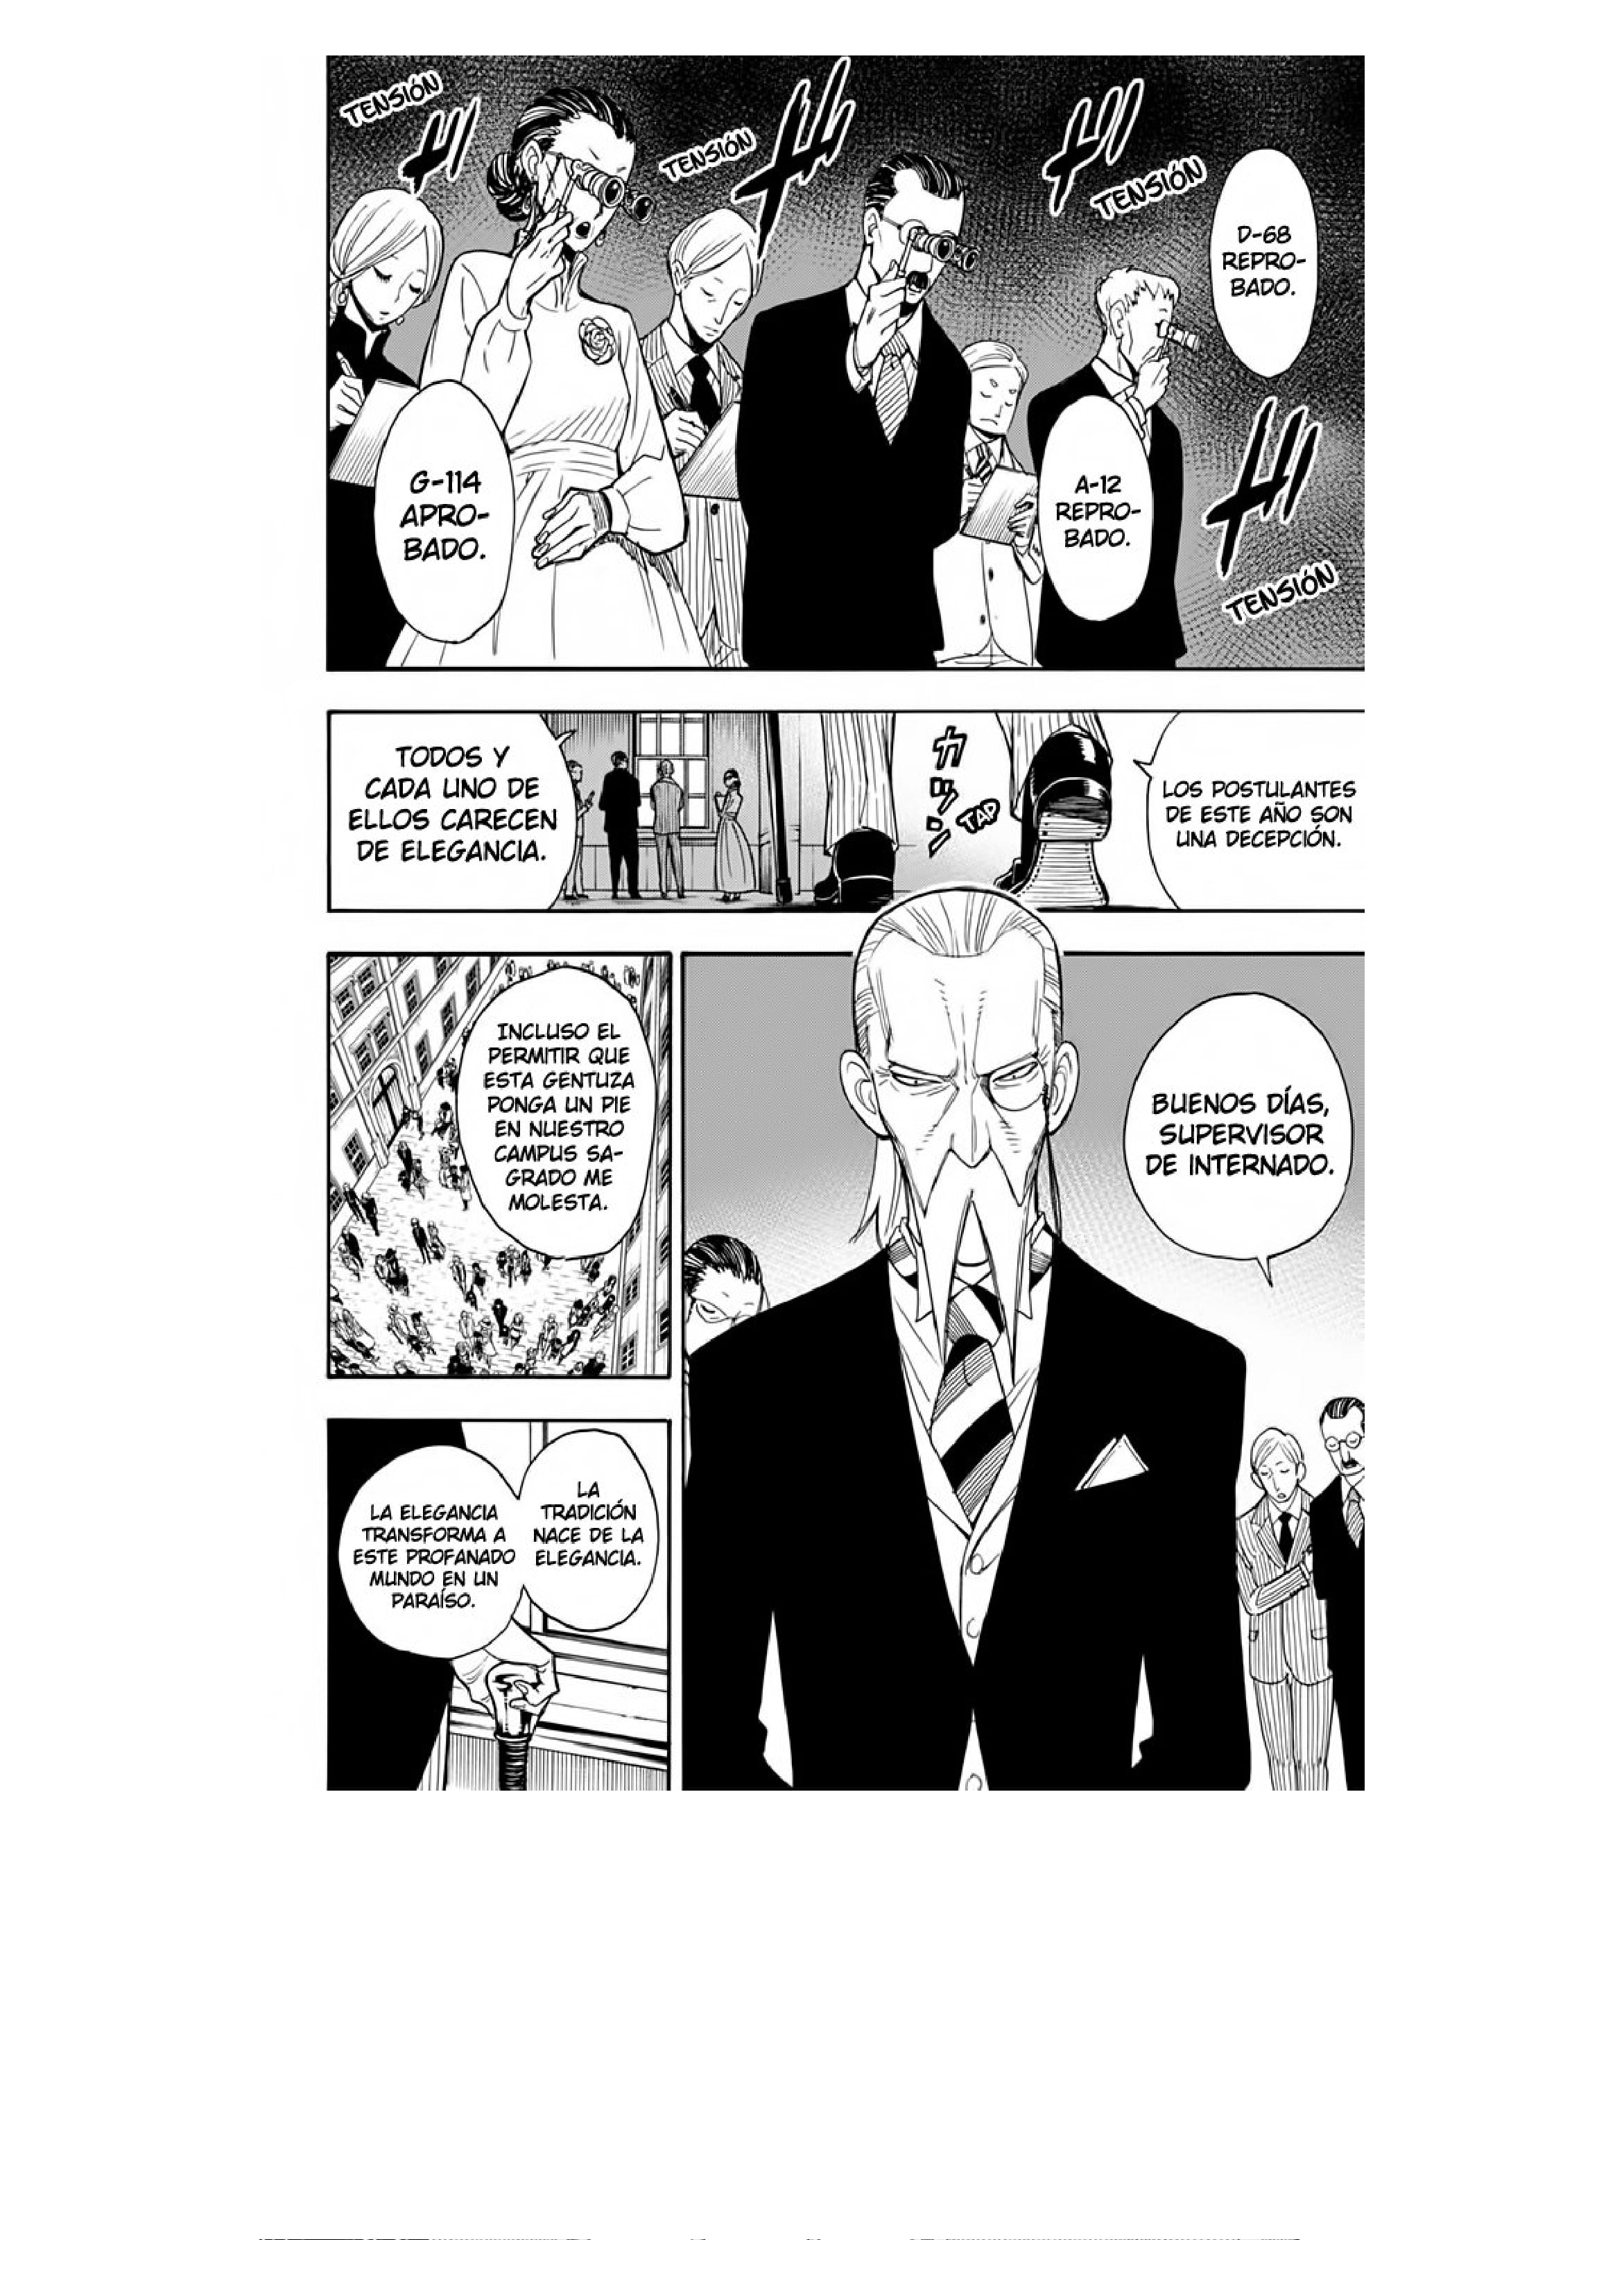 D-68
REPRO-
BADO.
TENSIÓN
TENSIÓN
TENSIÓN
A-12
REPRO-
BADO.
G-114
APRO-
BADO.
TENSIÓN
LOS POSTULANTES
DE ESTE AÑO SON
UNA DECEPCIÓN.
カッ
TAP
TODOS Y
CADA UNO DE
ELLOS CARECEN
DE ELEGANCIA.
BUENOS DÍAS,
SUPERVISOR
DE INTERNADO.
INCLUSO EL
PERMITIR QUE
ESTA GENTUZA
PONGA UN PIE
EN NUESTRO
CAMPUS SA-
GRADO ME
MOLESTA.
LA
TRADICIÓN
NACE DE LA
ELEGANCIA.
LA ELEGANCIA
TRANSFORMA A
ESTE PROFANADO
MUNDO EN UN
PARAÍSO.